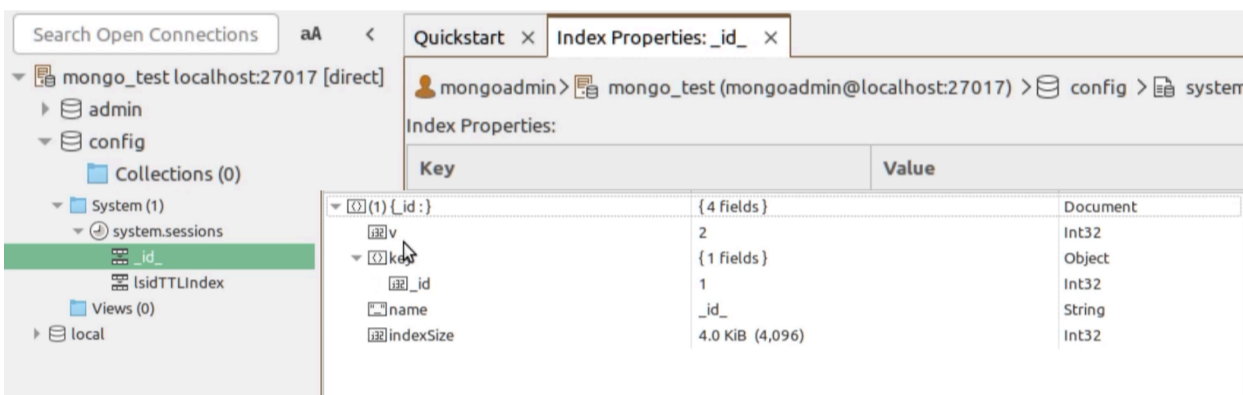 Search Open Connections aA <
Quickstart × Index Properties: _id_ ×
mongo_test localhost:27017 [direct]
admin
config
Collections (0)
System (1)
system.sessions
_id_
lsidTTLIndex
Views (0)
local
mongoadmin > mongo_test (mongoadmin@localhost:27017) > config > system
Index Properties:
Key Value
(1) {_id : } { 4 fields } Document
v 2 Int32
key { 1 fields } Object
_id 1 Int32
name _id_ String
indexSize 4.0 KiB (4,096) Int32